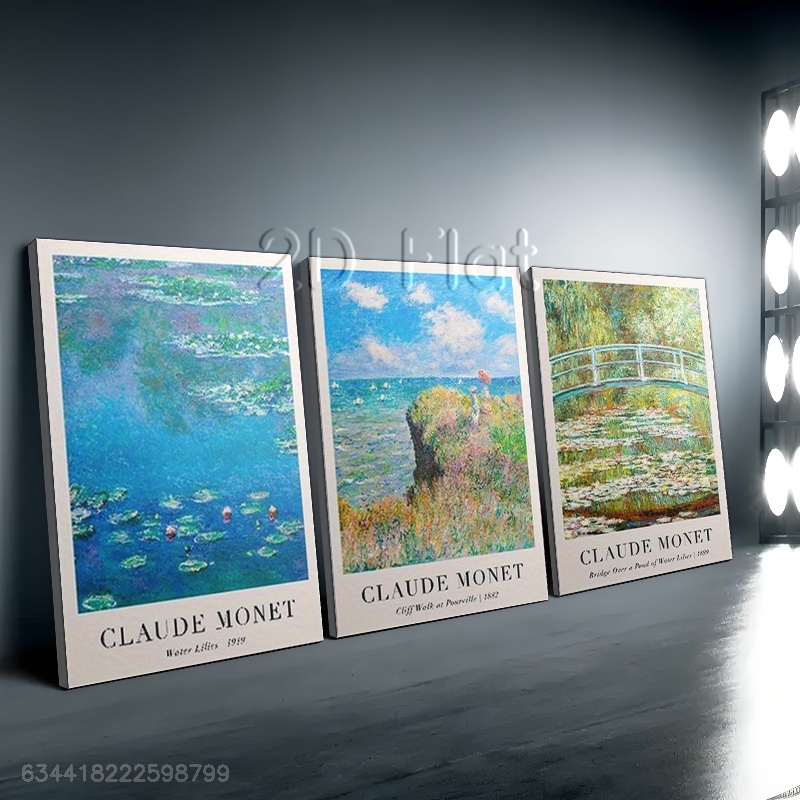 2D Flat
CLAUDE MONET
Water Lilies 1919
CLAUDE MONET
Cliff Walk at Pourville | 1882
CLAUDE MONET
Bridge Over a Pond of Water Lilies | 1899
634418222598799